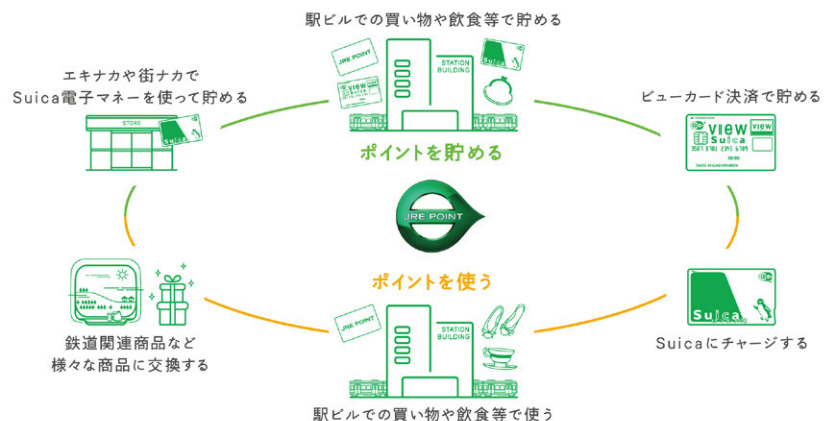 駅ビルでの買い物や飲食等で貯める
エキナカや街ナカで
Suica電子マネーを使って貯める
ビューカード決済で貯める
JRE POINT
STATION
BUILDING
STORE
VIEW
Suica
view
ポイントを貯める
JRE POINT
ポイントを使う
JRE POINT
STATION
BUILDING
Suica
鉄道関連商品など
様々な商品に交換する
Suicaにチャージする
駅ビルでの買い物や飲食等で使う